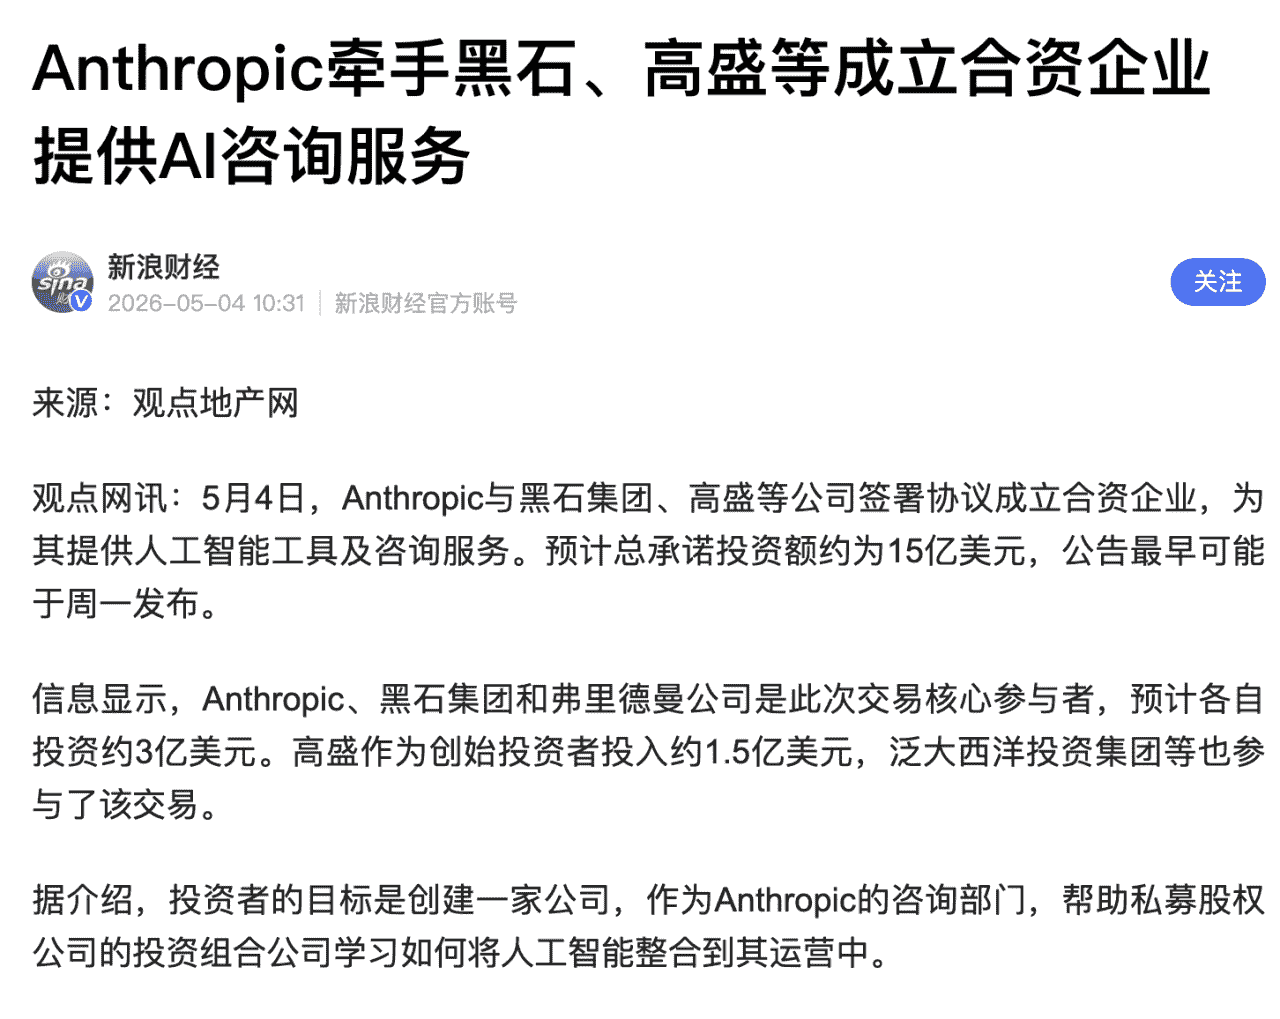 Anthropic牵手黑石、高盛等成立合资企业
提供AI咨询服务
新浪财经
2026-05-04 10:31
新浪财经官方账号
关注
sina
财
V
来源：观点地产网
观点网讯：5月4日，Anthropic与黑石集团、高盛等公司签署协议成立合资企业，为
其提供人工智能工具及咨询服务。预计总承诺投资额约为15亿美元，公告最早可能
于周一发布。
信息显示，Anthropic、黑石集团和弗里德曼公司是此次交易核心参与者，预计各自
投资约3亿美元。高盛作为创始投资者投入约1.5亿美元，泛大西洋投资集团等也参
与了该交易。
据介绍，投资者的目标是创建一家公司，作为Anthropic的咨询部门，帮助私募股权
公司的投资组合公司学习如何将人工智能整合到其运营中。